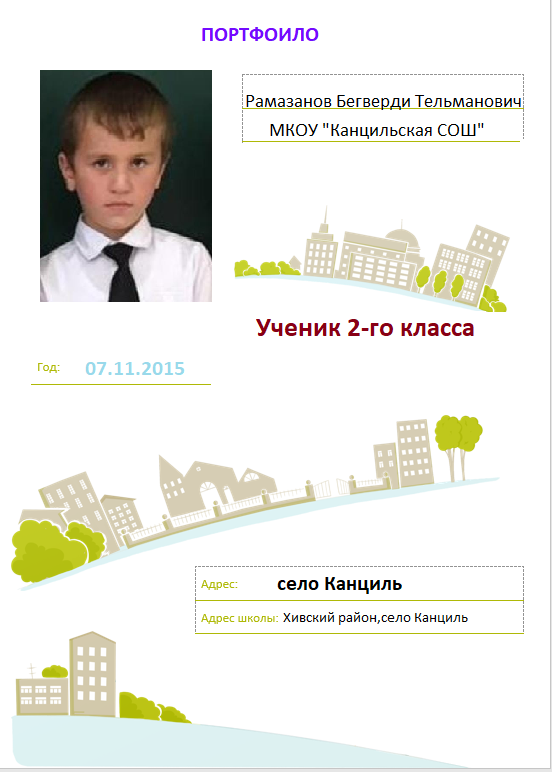 ПОРТФОИЛО
Рамазанов Бегверди Тельманович
МКОУ "Канцильская СОШ"
Ученик 2-го класса
Год: 07.11.2015
Адрес: село Канциль
Адрес школы: Хивский район,село Канциль